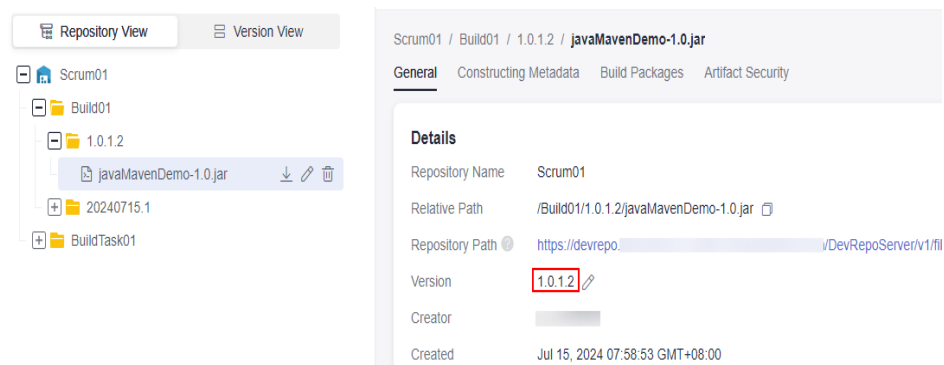 Repository View
Version View
Scrum01
Build01
1.0.1.2
javaMavenDemo-1.0.jar
20240715.1
BuildTask01
Scrum01 / Build01 / 1.0.1.2 / javaMavenDemo-1.0.jar
General Constructing Metadata Build Packages Artifact Security
Details
Repository Name Scrum01
Relative Path /Build01/1.0.1.2/javaMavenDemo-1.0.jar
Repository Path https://devrepo. /DevRepoServer/v1/fil
Version 1.0.1.2
Creator
Created Jul 15, 2024 07:58:53 GMT+08:00